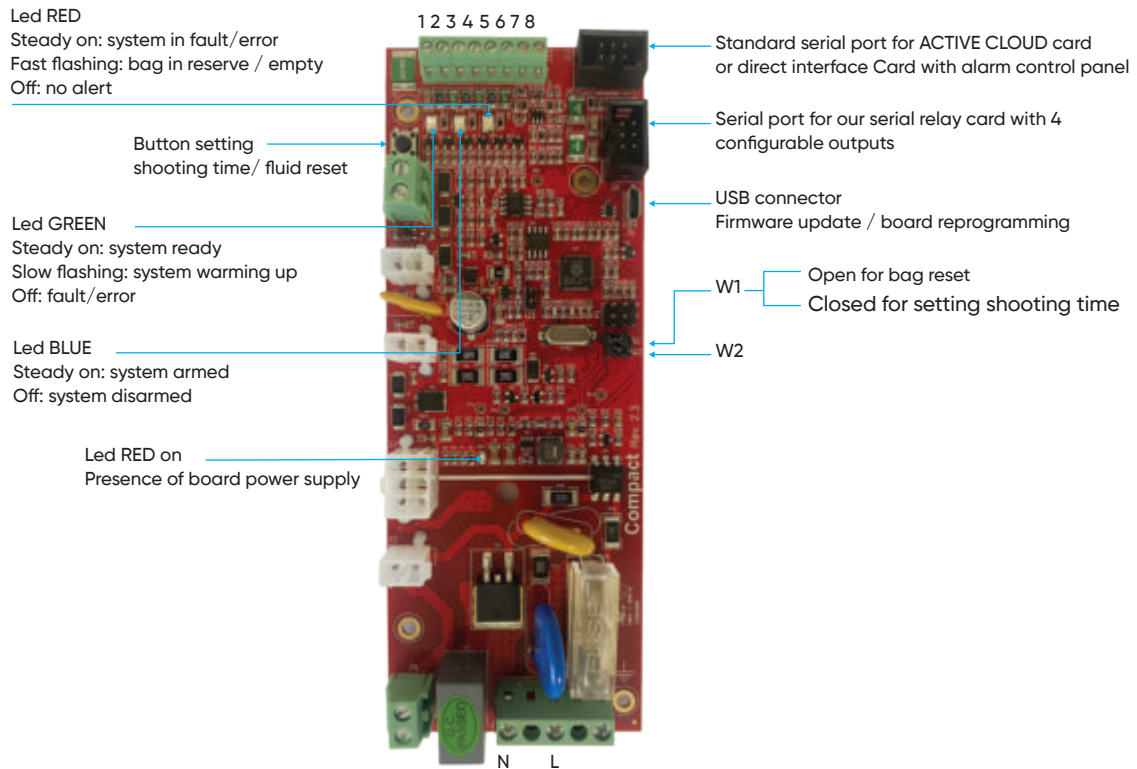 Led RED
Steady on: system in fault/error
Fast flashing: bag in reserve / empty
Off: no alert
1 2 3 4 5 6 7 8
Standard serial port for ACTIVE CLOUD card
or direct interface Card with alarm control panel
Button setting
shooting time/ fluid reset
Serial port for our serial relay card with 4
configurable outputs
USB connector
Firmware update / board reprogramming
Led GREEN
Steady on: system ready
Slow flashing: system warming up
Off: fault/error
W1
Open for bag reset
Closed for setting shooting time
W2
Led BLUE
Steady on: system armed
Off: system disarmed
Led RED on
Presence of board power supply
Compact Rev. 2.3
Q.C.
PASSED
N L